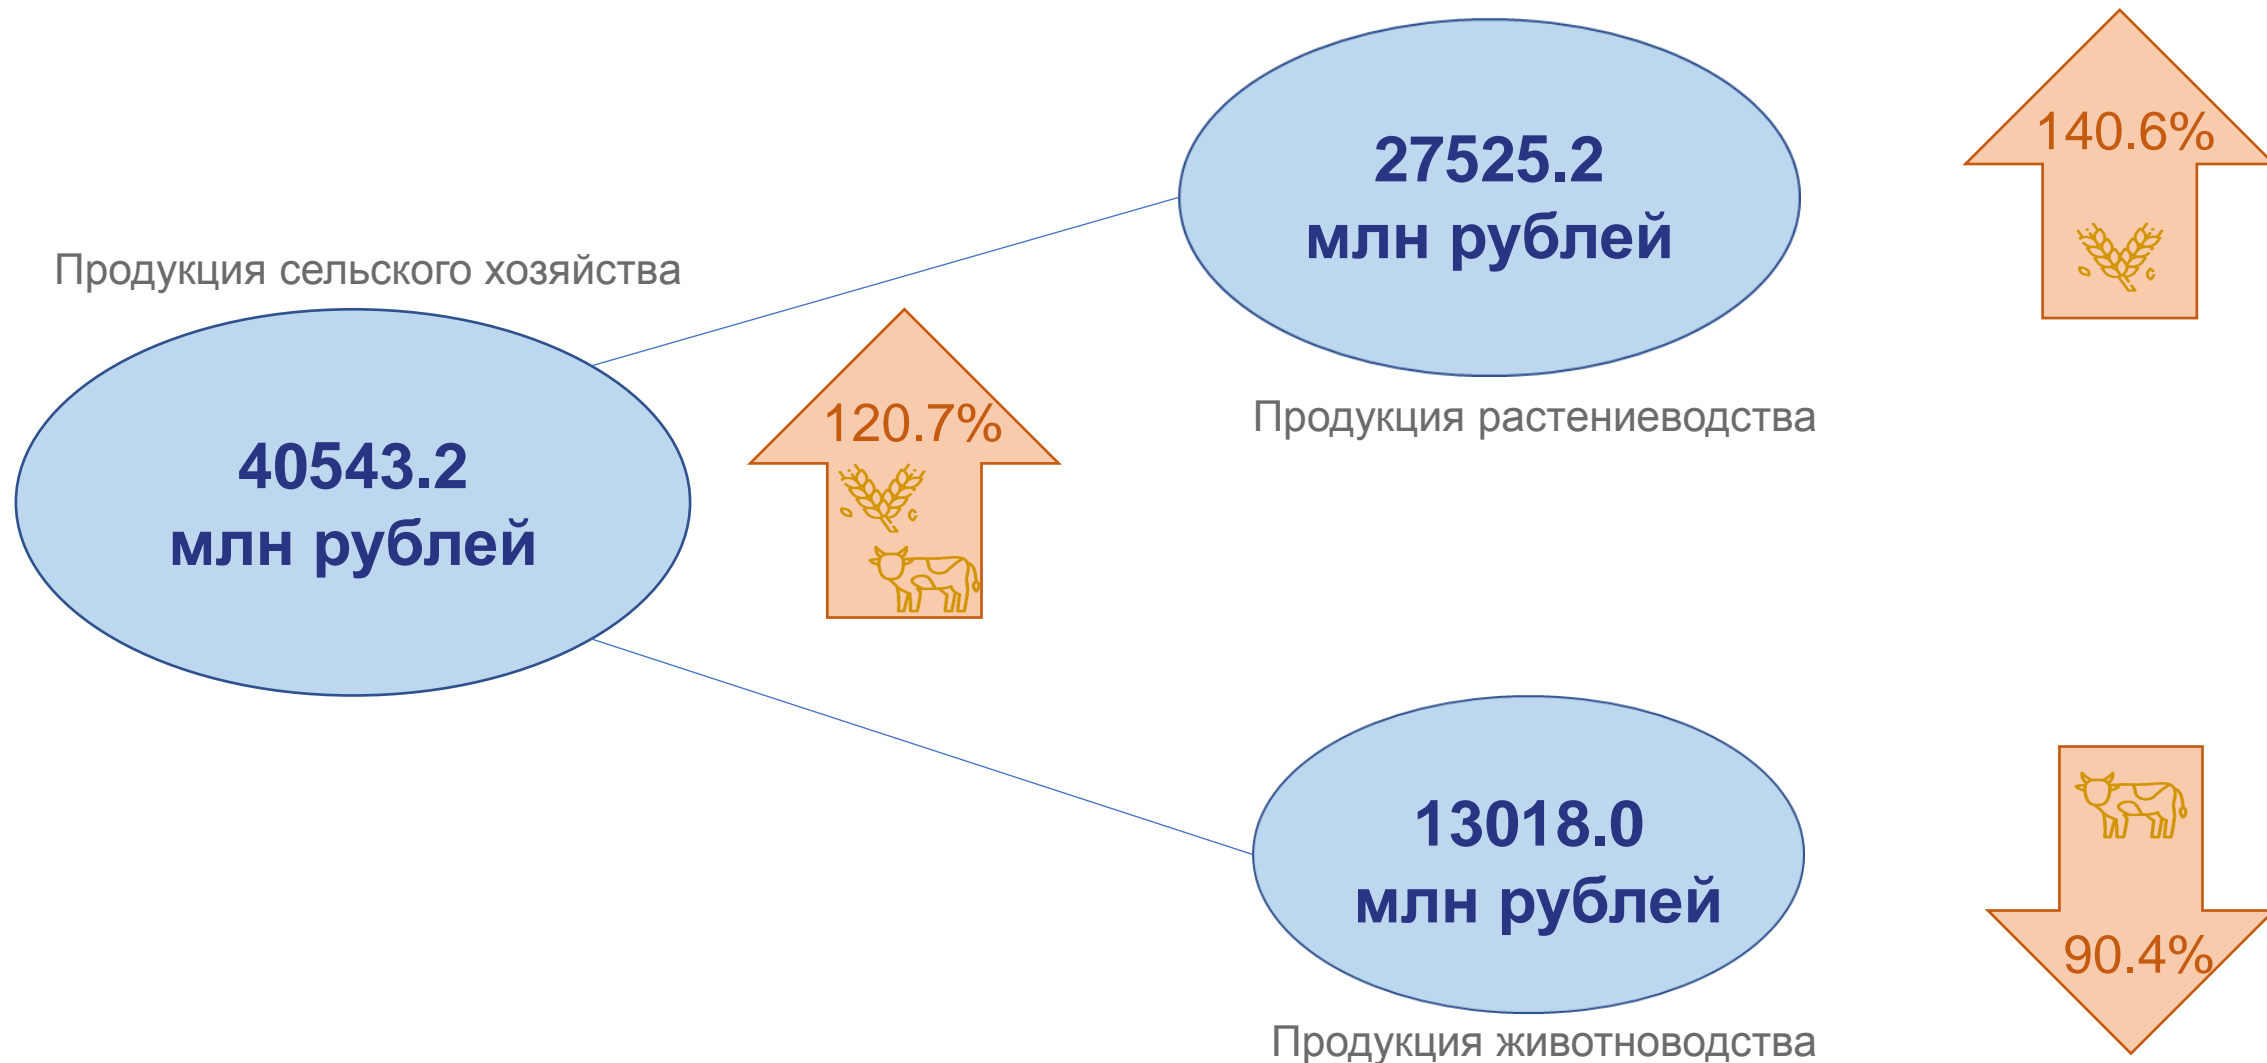 Продукция сельского хозяйства
40543.2
млн рублей
120.7%
27525.2
млн рублей
Продукция растениеводства
140.6%
13018.0
млн рублей
Продукция животноводства
90.4%